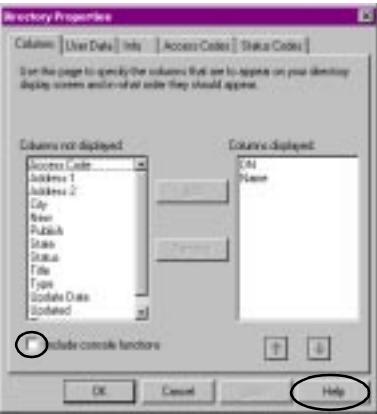 Directory Properties
Columns User Data Info Access Codes Status Codes
Use this page to specify the columns that are to appear on your directory
display screen and in what order they should appear.
Columns not displayed: Columns displayed:
Access Code
Address 1
Address 2
City
New
Publish
State
Status
Title
Type
Update Date
Updated
DN
Name
Include console functions
OK Cancel Help